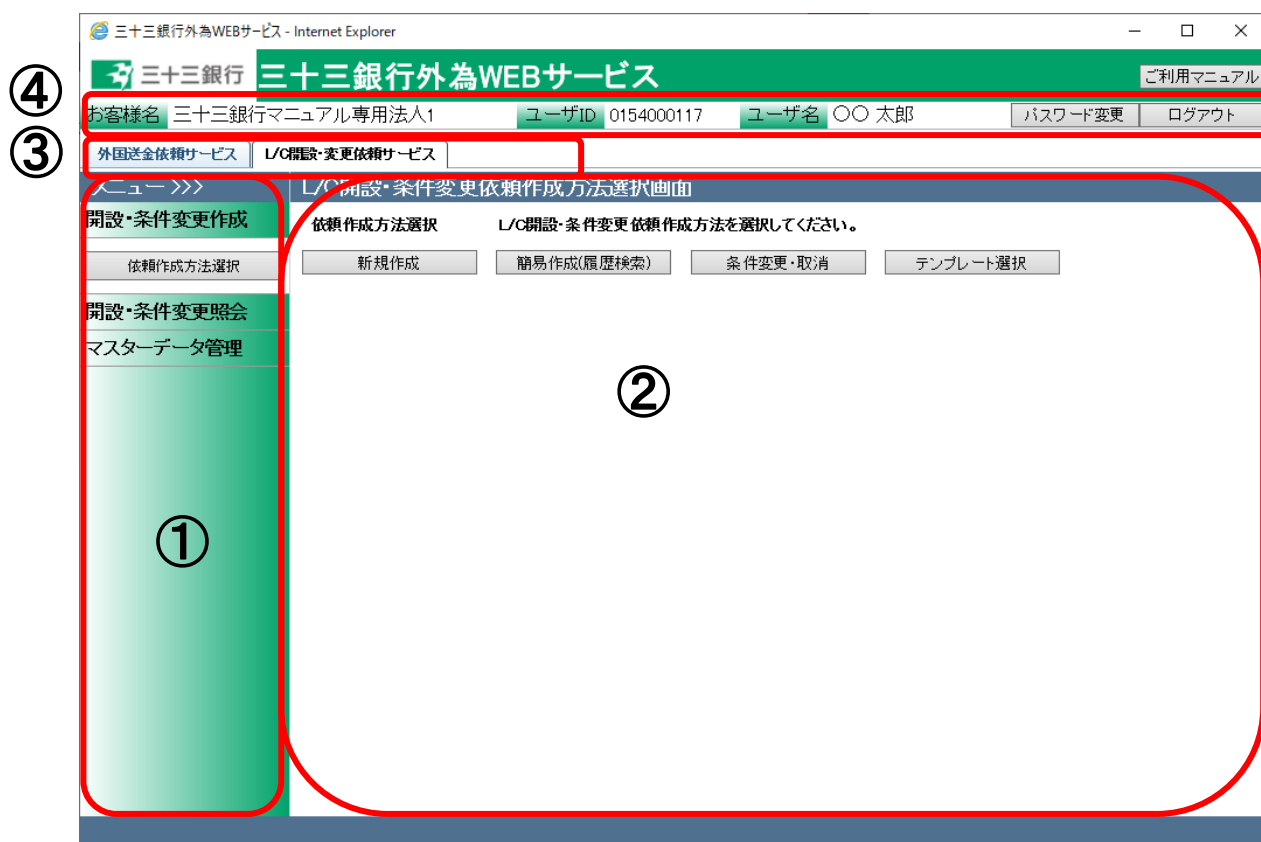 三十三銀行外為WEBサービス - Internet Explorer
三十三銀行 三十三銀行外為WEBサービス ご利用マニュアル
④
お客様名 三十三銀行マニュアル専用法人1 ユーザID 0154000117 ユーザ名 〇〇 太郎 パスワード変更 ログアウト
③
外国送金依頼サービス L/C開設・変更依頼サービス
メニュー >>> L/C開設・条件変更依頼作成方法選択画面
開設・条件変更作成 依頼作成方法選択 L/C開設・条件変更依頼作成方法を選択してください。
依頼作成方法選択 新規作成 簡易作成(履歴検索) 条件変更・取消 テンプレート選択
開設・条件変更照会
マスターデータ管理
②
①